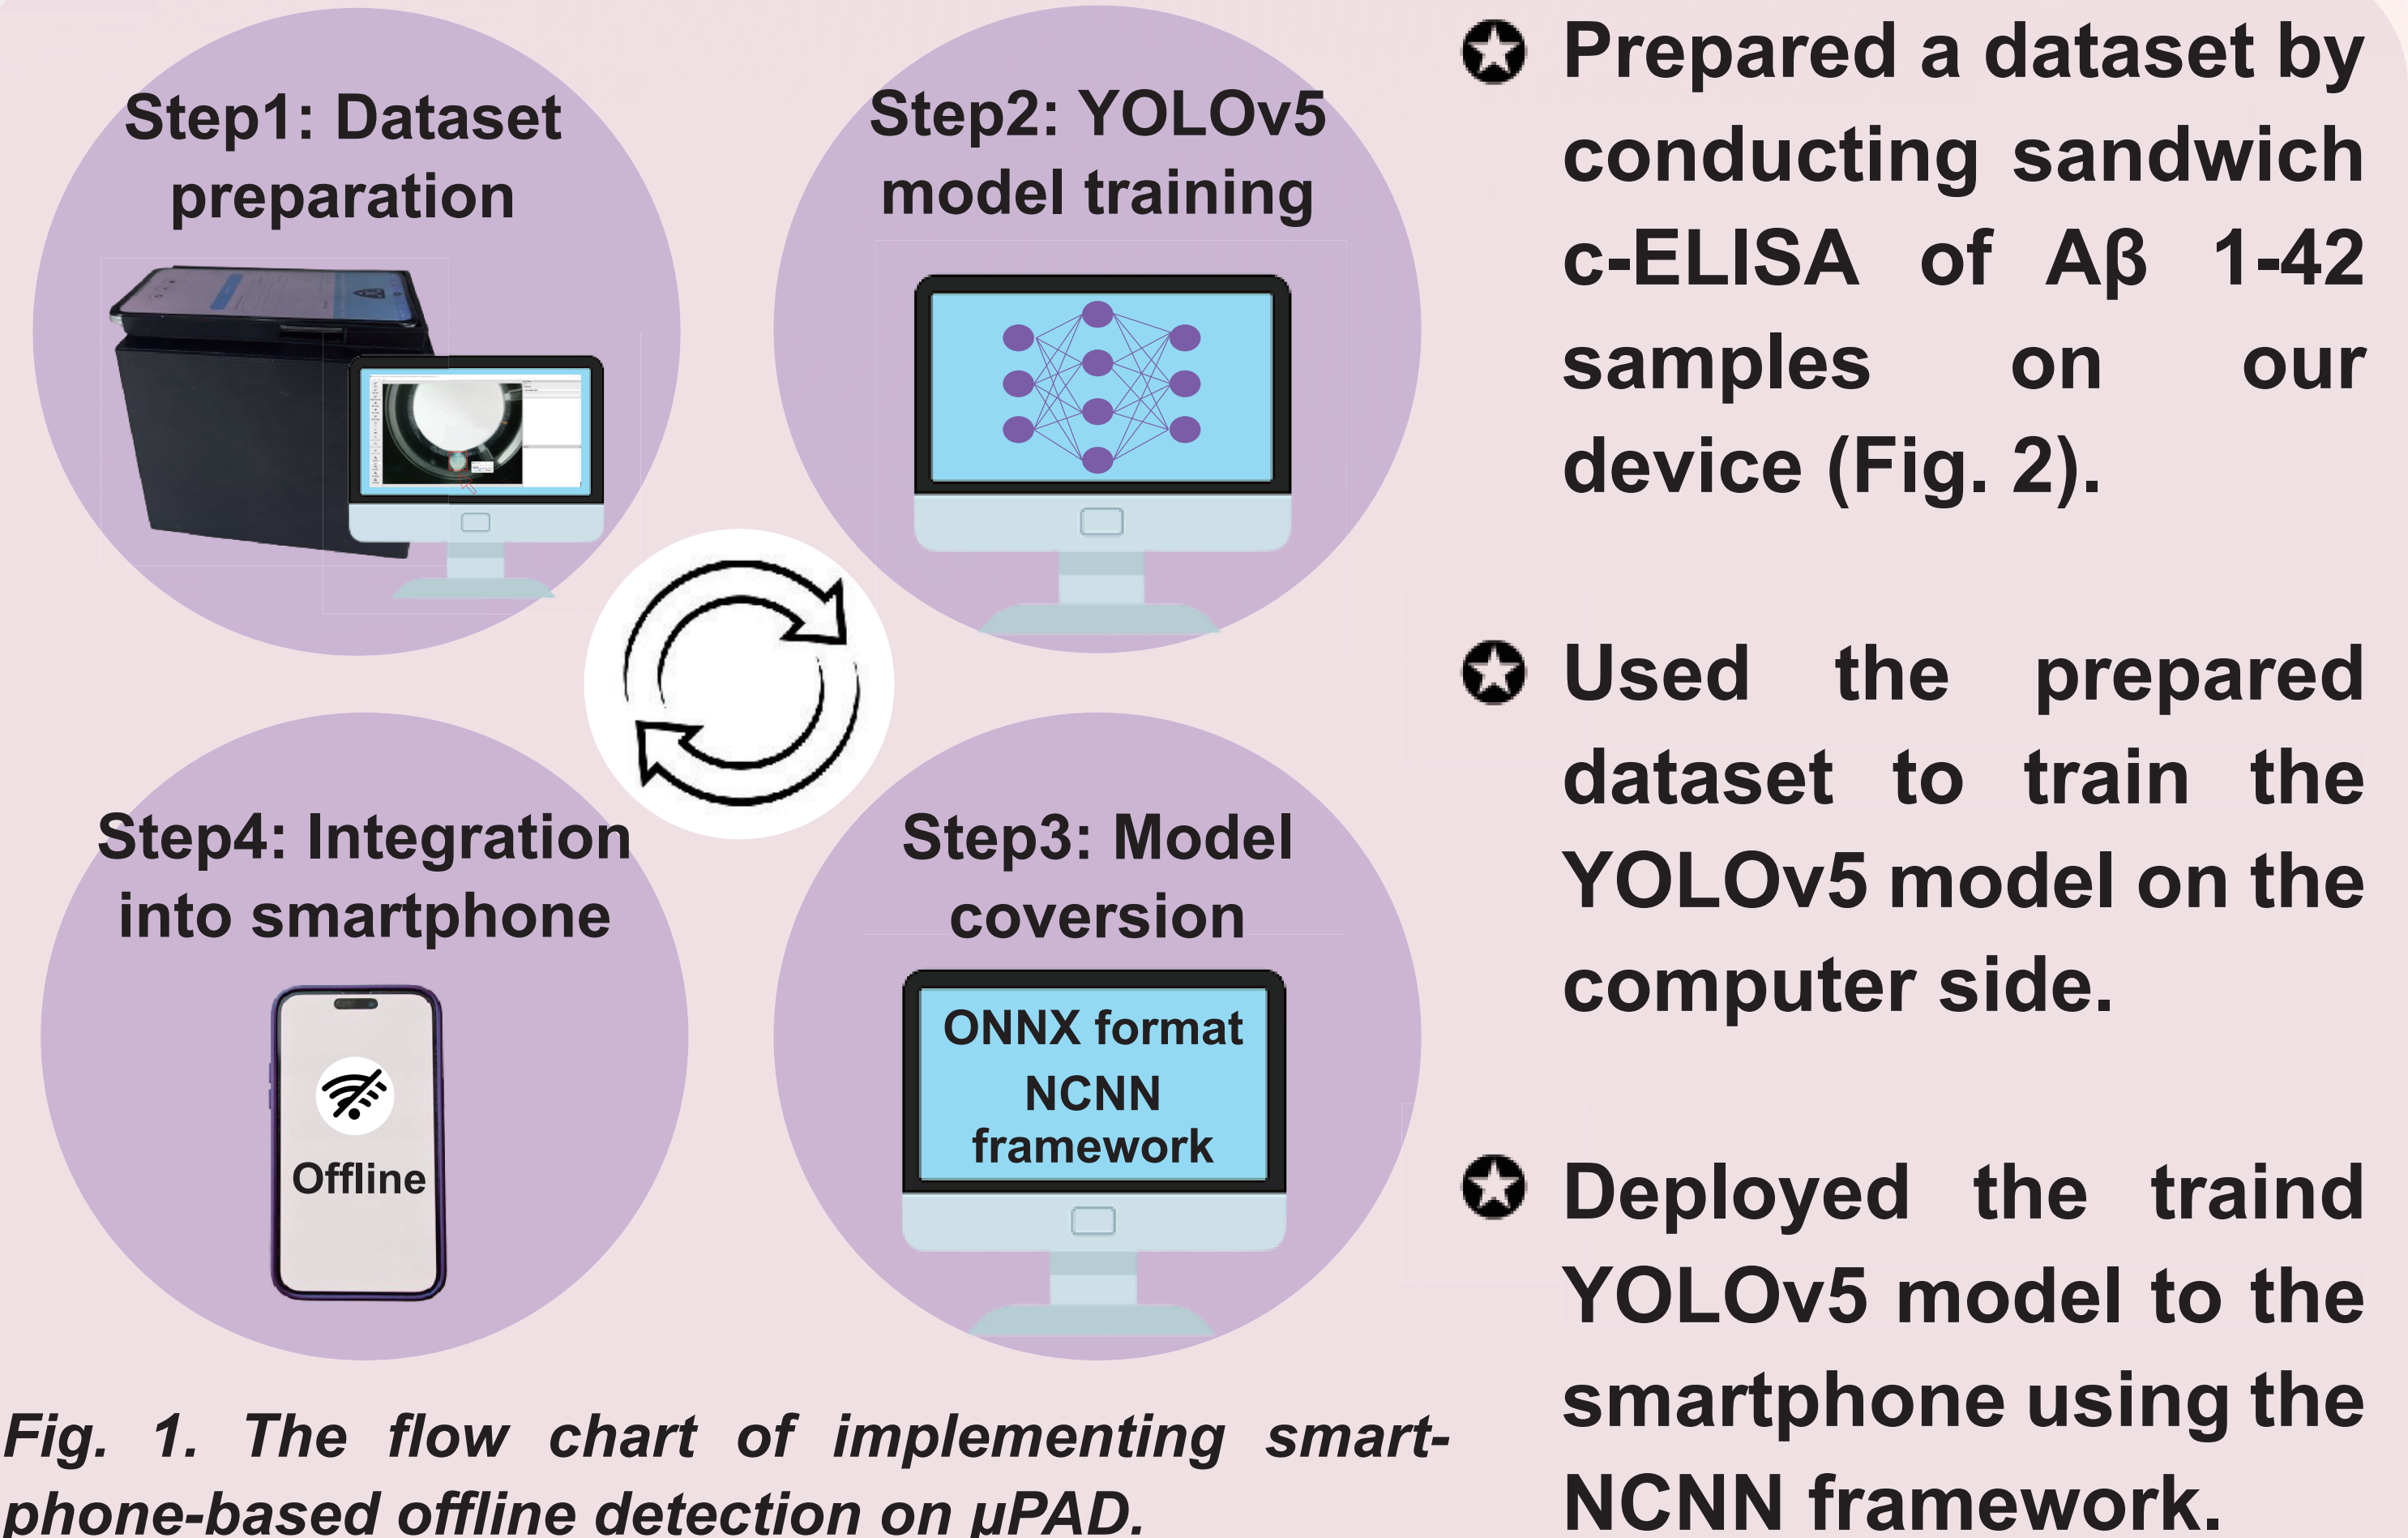 Step1: Dataset
preparation
Step2: YOLOv5
model training
Step4: Integration
into smartphone
Offline
Step3: Model
coversion
ONNX format
NCNN
framework
Fig. 1. The flow chart of implementing smart-
phone-based offline detection on µPAD.
Prepared a dataset by
conducting sandwich
c-ELISA of Aβ 1-42
samples on our
device (Fig. 2).
Used the prepared
dataset to train the
YOLOv5 model on the
computer side.
Deployed the traind
YOLOv5 model to the
smartphone using the
NCNN framework.